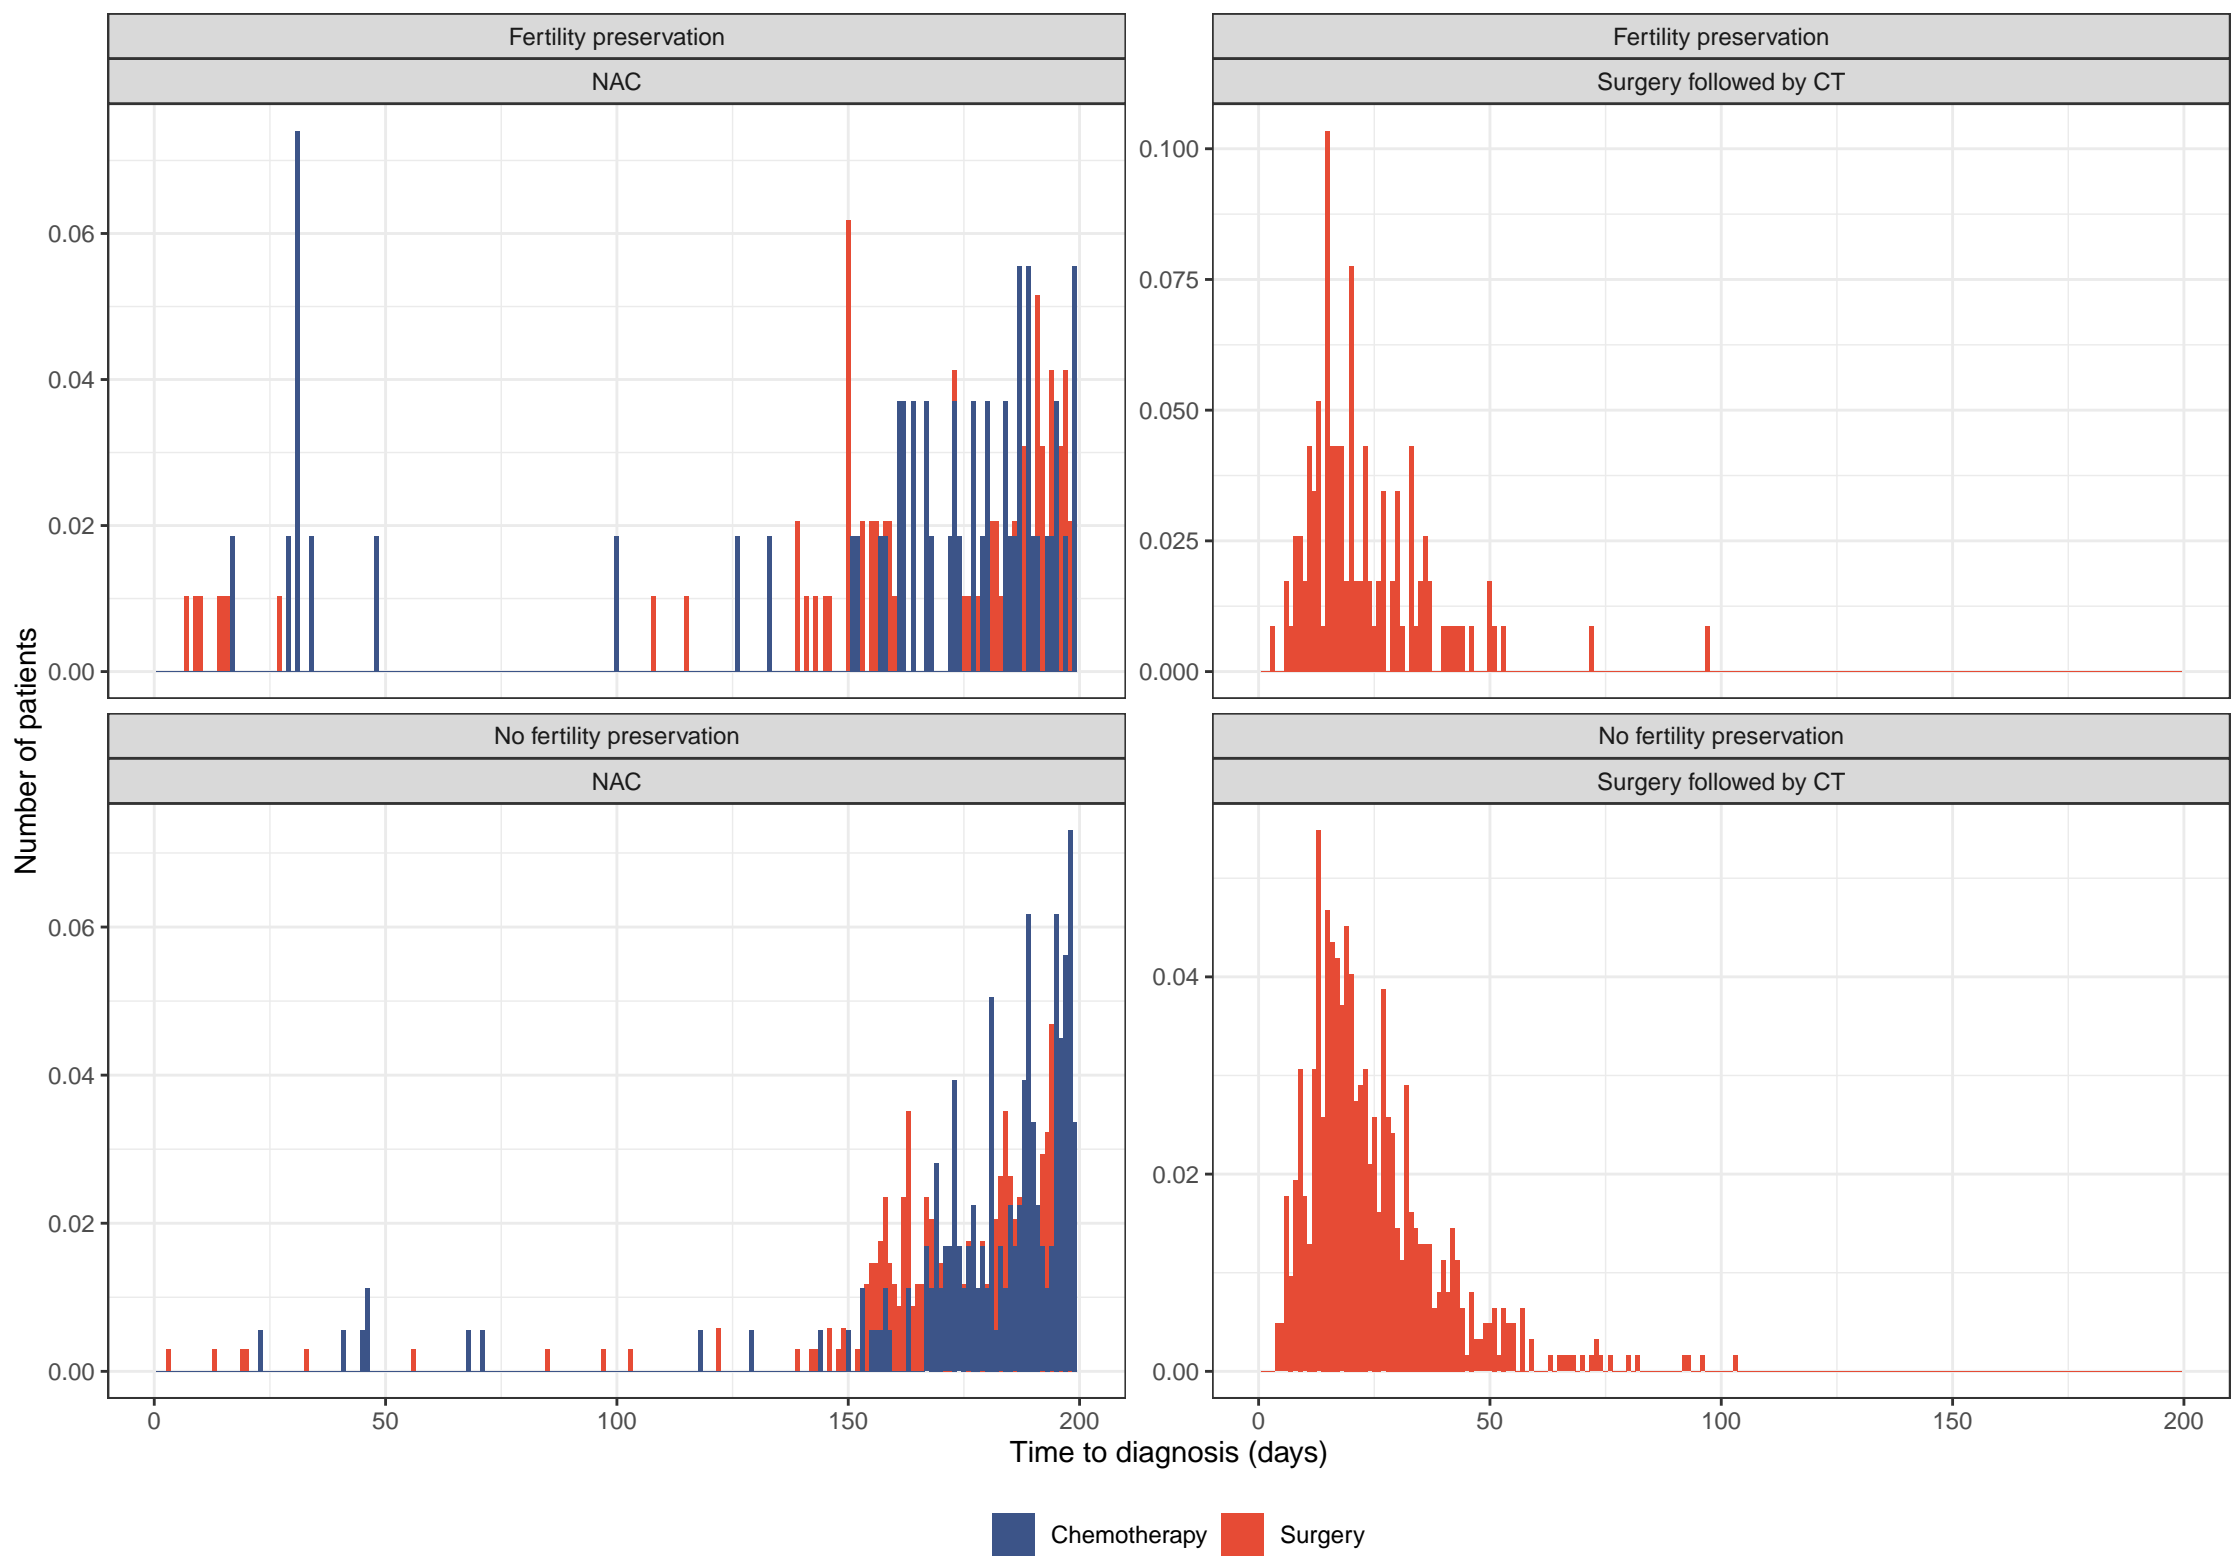 Fertility preservation
NAC
0.06
0.04
0.02
0.00
Fertility preservation
Surgery followed by CT
0.100
0.075
0.050
0.025
0.000
Number of patients
No fertility preservation
NAC
0.06
0.04
0.02
0.00
0 50 100 150 200
No fertility preservation
Surgery followed by CT
0.04
0.02
0.00
0 50 100 150 200
Time to diagnosis (days)
Chemotherapy Surgery